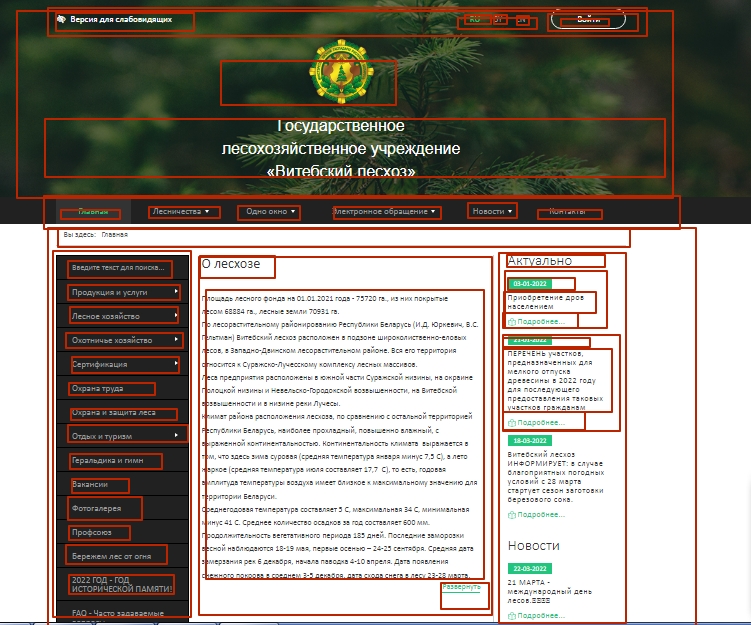 Версия для слабовидящих
RU BY EN
Войти
Государственное
лесохозяйственное учреждение
«Витебский лесхоз»
Главная Лесничества Одно окно Электронное обращение Новости Контакты
Вы здесь: Главная
Введите текст для поиска...
Продукция и услуги
Лесное хозяйство
Охотничье хозяйство
Сертификация
Охрана труда
Охрана и защита леса
Отдых и туризм
Геральдика и гимн
Вакансии
Фотогалерея
Профсоюз
Бережем лес от огня
2022 ГОД - ГОД
ИСТОРИЧЕСКОЙ ПАМЯТИ!
FAQ - Часто задаваемые
О лесхозе
Площадь лесного фонда на 01.01.2021 года - 75720 га., из них покрытые
лесом 68884 га., лесные земли 70931 га.
По лесорастительному районированию Республики Беларусь (И.Д. Юркевич, В.С.
Гельтман) Витебский лесхоз расположен в подзоне широколиственно-еловых
лесов, в Западно-Двинском лесорастительном районе. Вся его территория
относится к Суражско-Лучесскому комплексу лесных массивов.
Леса предприятия расположены в южной части Суражской низины, на окраине
Полоцкой низины и Невельско-Городокской возвышенности, на Витебской
возвышенности и в низине реки Лучесы.
Климат района расположения лесхоза, по сравнению с остальной территорией
Республики Беларусь, наиболее прохладный, повышенно влажный, с
выраженной континентальностью. Континентальность климата выражается в
том, что здесь зима суровая (средняя температура января минус 7,5 С), а лето
жаркое (средняя температура июля составляет 17,7 С), то есть, годовая
амплитуда температуры воздуха имеет близкое к максимальному значению для
территории Беларуси.
Среднегодовая температура составляет 5 С, максимальная 34 С, минимальная
минус 41 С. Среднее количество осадков за год составляет 600 мм.
Продолжительность вегетативного периода 185 дней. Последние заморозки
весной наблюдаются 18-19 мая, первые осенью – 24-25 сентября. Средняя дата
замерзания рек 6 декабря, начала паводка 4-10 апреля. Дата появления
снежного покрова в среднем 3-5 декабря, дата схода снега в лесу 23-28 марта.
Развернуть
Актуально
03-01-2022
Приобретение дров
населением
Подробнее...
21-01-2022
ПЕРЕЧЕНЬ участков,
предназначенных для
мелкого отпуска
древесины в 2022 году
для последующего
предоставления таковых
участков гражданам
Подробнее...
18-03-2022
Витебский лесхоз
ИНФОРМИРУЕТ: в случае
благоприятных погодных
условий с 28 марта
стартует сезон заготовки
березового сока.
Подробнее...
Новости
22-03-2022
21 МАРТА -
международный день
лесов.
Подробнее...